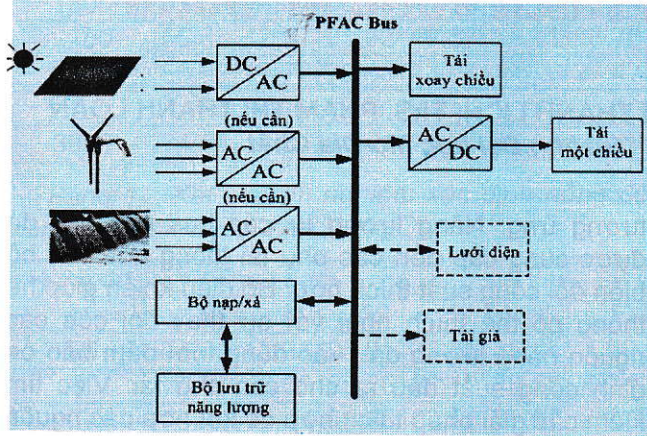 PFAC Bus
DC
AC
Tải
xoay chiều
(nếu cần)
AC
AC
AC
DC
Tải
một chiều
(nếu cần)
AC
AC
Lưới điện
Bộ nạp/xả
Tải giả
Bộ lưu trữ
năng lượng